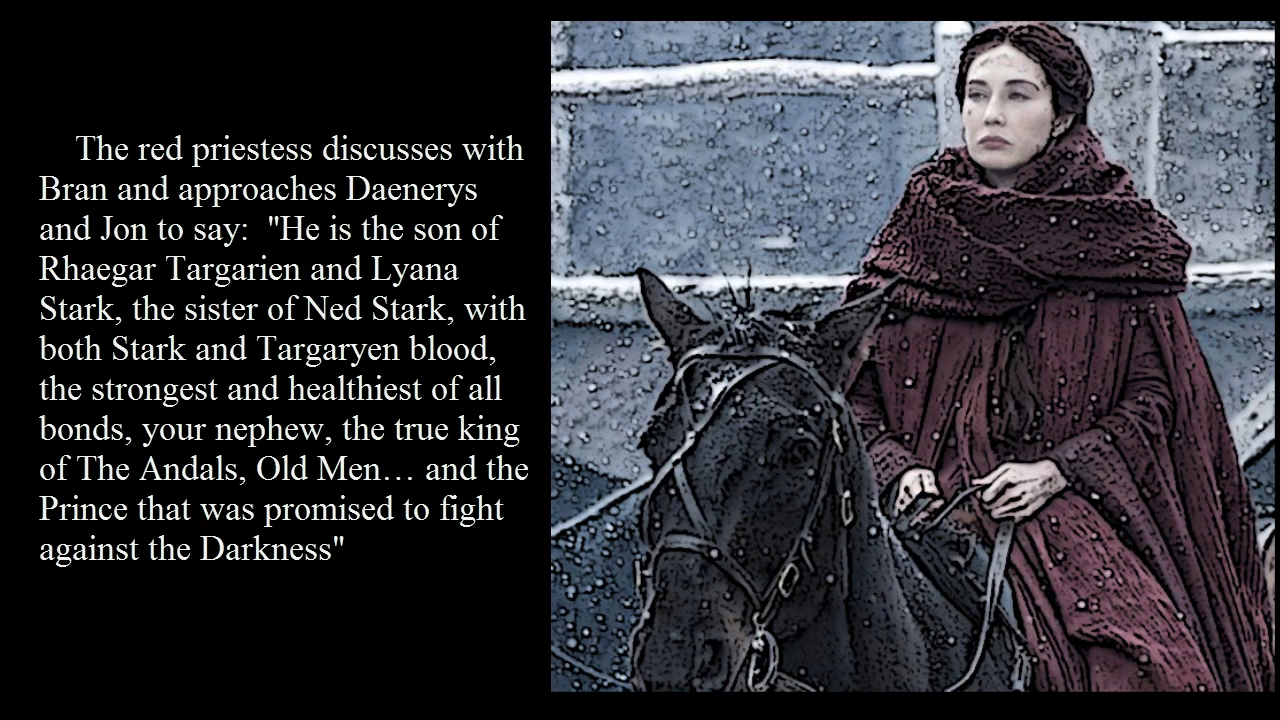 The red priestess discusses with
Bran and approaches Daenerys
and Jon to say:  "He is the son of
Rhaegar Targarien and Lyana
Stark, the sister of Ned Stark, with
both Stark and Targaryen blood,
the strongest and healthiest of all
bonds, your nephew, the true king
of The Andals, Old Men… and the
Prince that was promised to fight
against the Darkness"